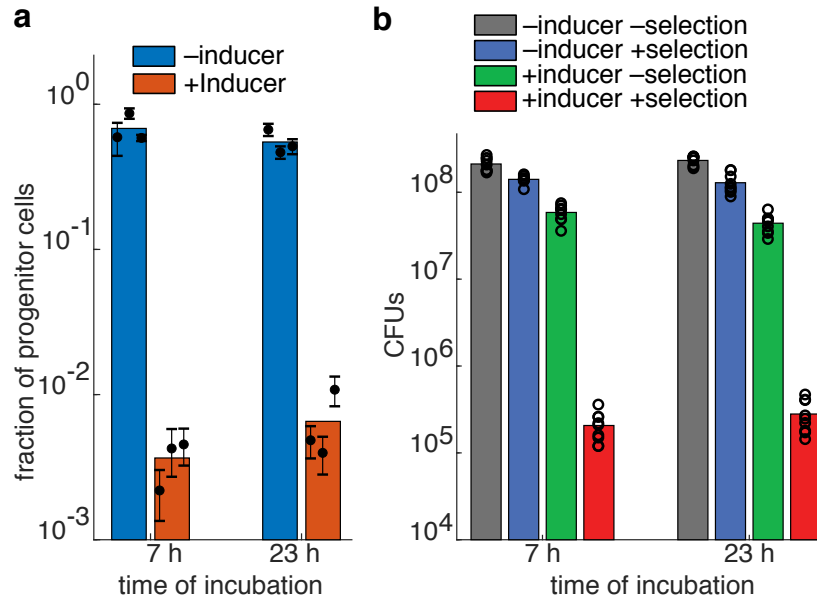 a
–inducer
+Inducer
10^0
10^-1
10^-2
10^-3
fraction of progenitor cells
7 h
23 h
time of incubation
b
–inducer –selection
–inducer +selection
+inducer –selection
+inducer +selection
10^8
10^7
10^6
10^5
10^4
CFUs
7 h
23 h
time of incubation